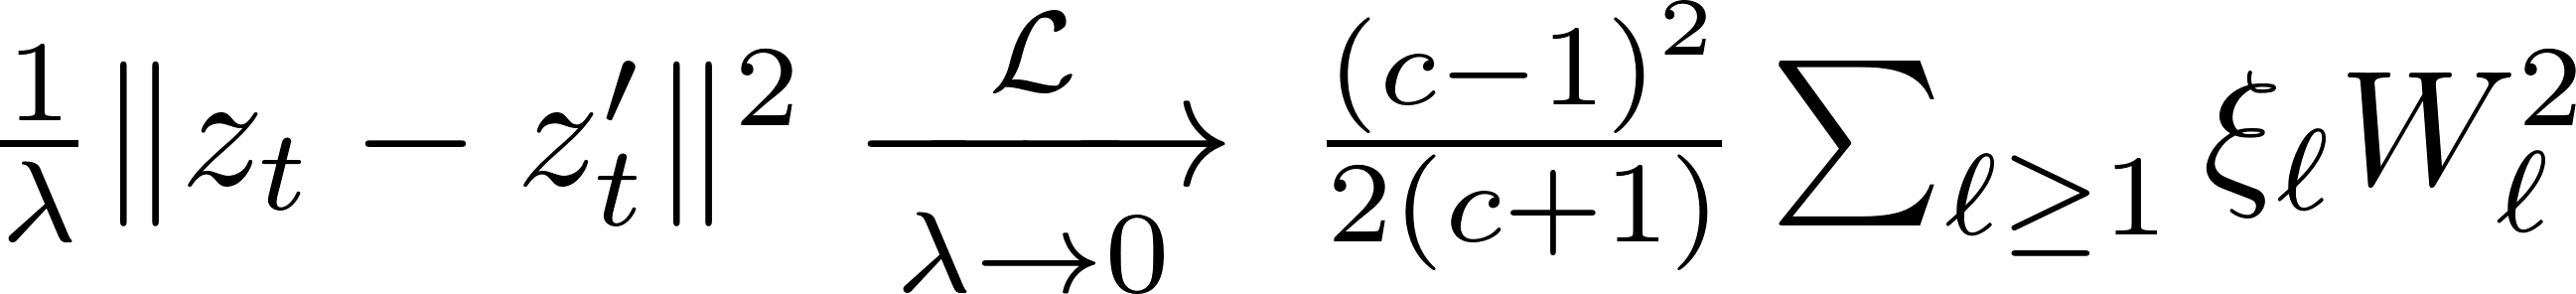 $\frac{1}{\lambda} \| z_t - z'_t \|^2 \xrightarrow[\lambda \to 0]{\mathcal{L}} \frac{(c-1)^2}{2(c+1)} \sum_{\ell \geq 1} \xi_\ell W_\ell^2$